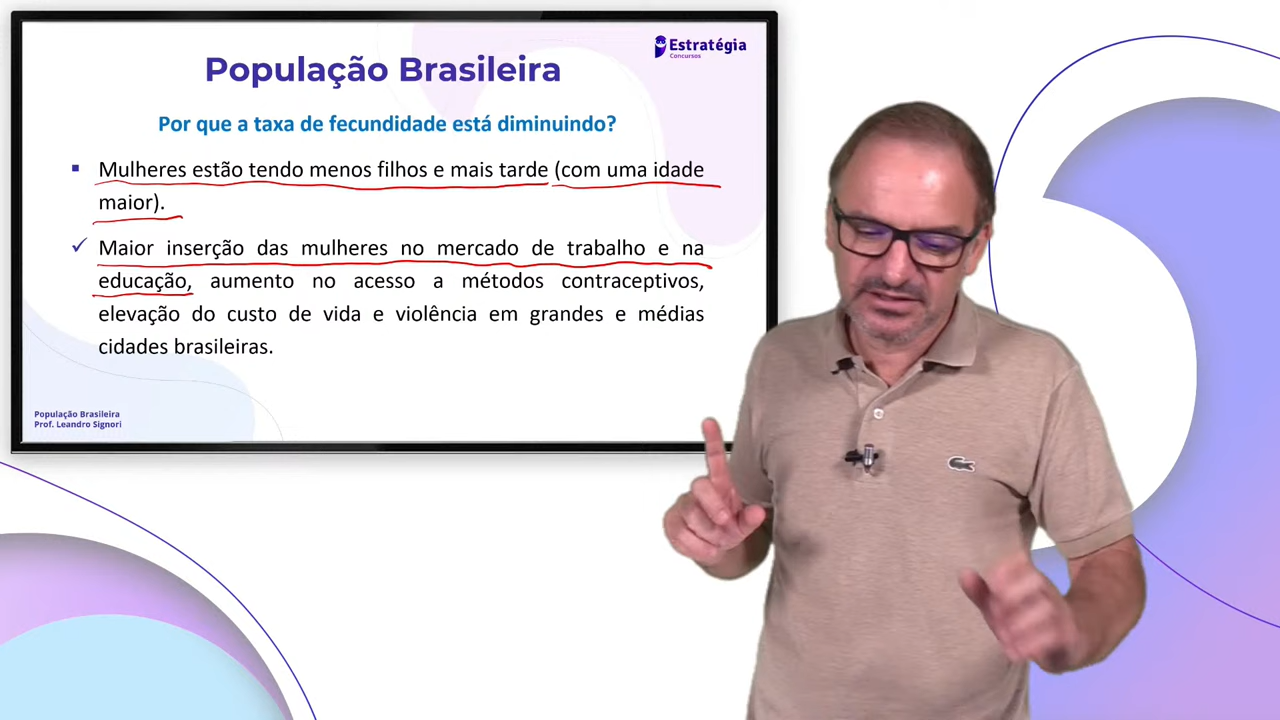 População Brasileira
Estratégia
Concursos
Por que a taxa de fecundidade está diminuindo?
Mulheres estão tendo menos filhos e mais tarde (com uma idade
maior).
Maior inserção das mulheres no mercado de trabalho e na
educação, aumento no acesso a métodos contraceptivos,
elevação do custo de vida e violência em grandes e médias
cidades brasileiras.
População Brasileira
Prof. Leandro Signori